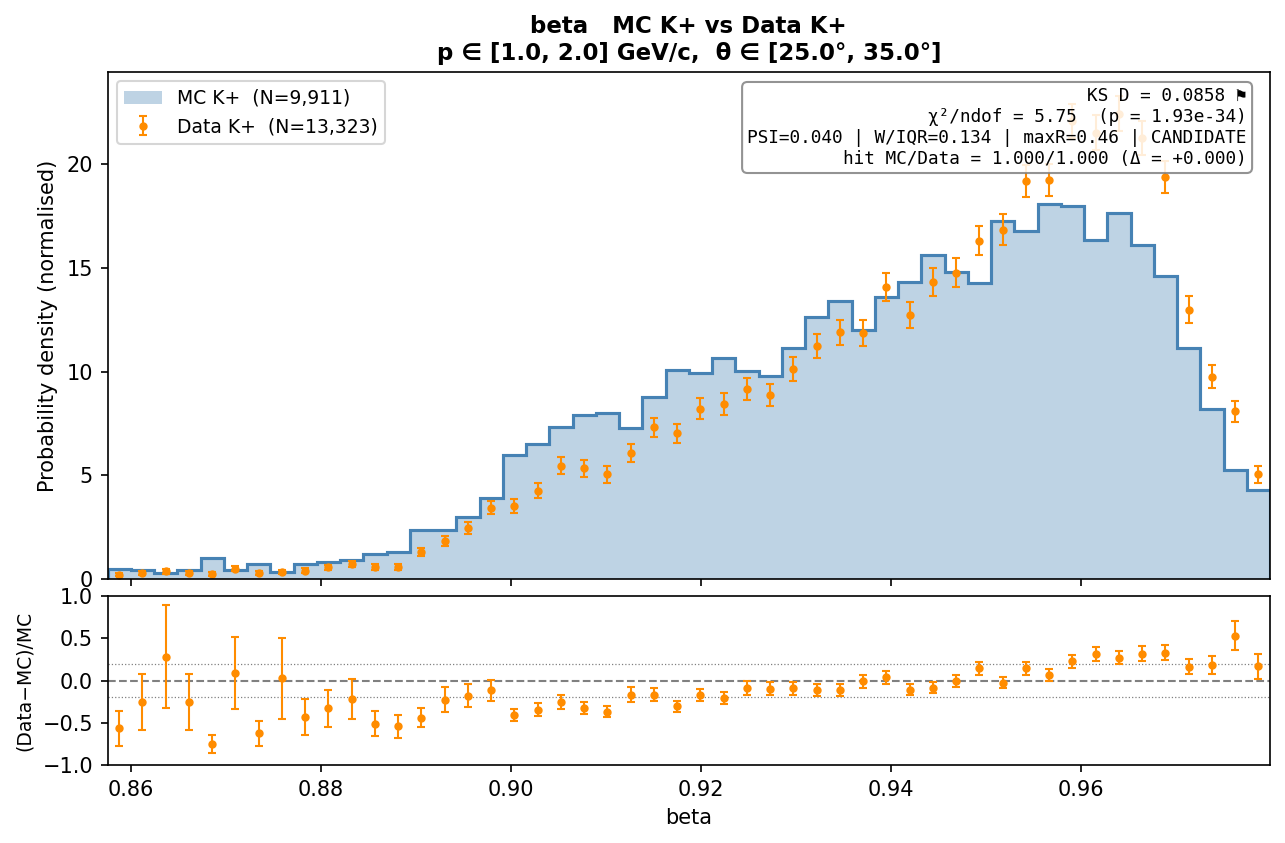 beta   MC K+ vs Data K+
p ∈ [1.0, 2.0] GeV/c,  θ ∈ [25.0°, 35.0°]
MC K+  (N=9,911)
Data K+  (N=13,323)
KS D = 0.0858 ⚑
χ²/ndof = 5.75  (p = 1.93e-34)
PSI=0.040 | W/IQR=0.134 | maxR=0.46 | CANDIDATE
hit MC/Data = 1.000/1.000 (Δ = +0.000)
Probability density (normalised)
20
15
10
5
0
(Data−MC)/MC
1.0
0.5
0.0
−0.5
−1.0
0.86 0.88 0.90 0.92 0.94 0.96
beta